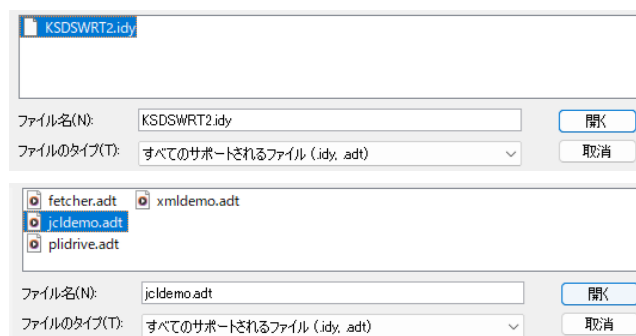 KSDSWRT2.idy
ファイル名(N): KSDSWRT2.idy 開く
ファイルのタイプ(T): すべてのサポートされるファイル (.idy, .adt) 取消
fetcher.adt xmldemo.adt
jcldemo.adt
plidrive.adt
ファイル名(N): jcldemo.adt 開く
ファイルのタイプ(T): すべてのサポートされるファイル (.idy, .adt) 取消